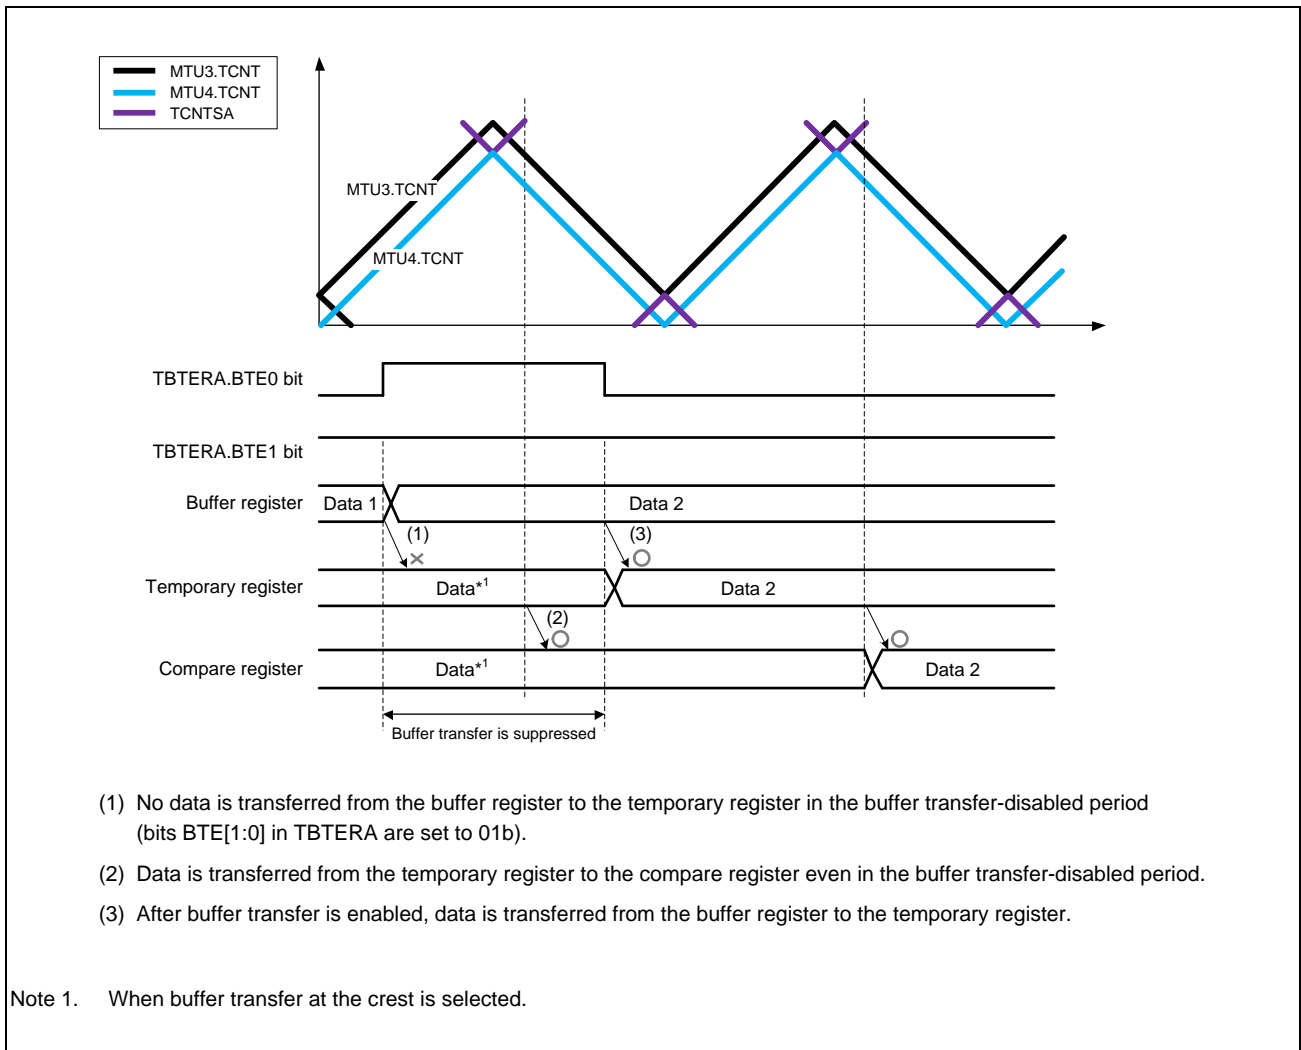 MTU3.TCNT
MTU4.TCNT
TCNTSA
MTU3.TCNT
MTU4.TCNT
TBTERA.BTE0 bit
TBTERA.BTE1 bit
Buffer register
Data 1
Data 2
(1)
(3)
Temporary register
Data*1
Data 2
(2)
Compare register
Data*1
Data 2
Buffer transfer is suppressed
(1) No data is transferred from the buffer register to the temporary register in the buffer transfer-disabled period
(bits BTE[1:0] in TBTERA are set to 01b).
(2) Data is transferred from the temporary register to the compare register even in the buffer transfer-disabled period.
(3) After buffer transfer is enabled, data is transferred from the buffer register to the temporary register.
Note 1. When buffer transfer at the crest is selected.